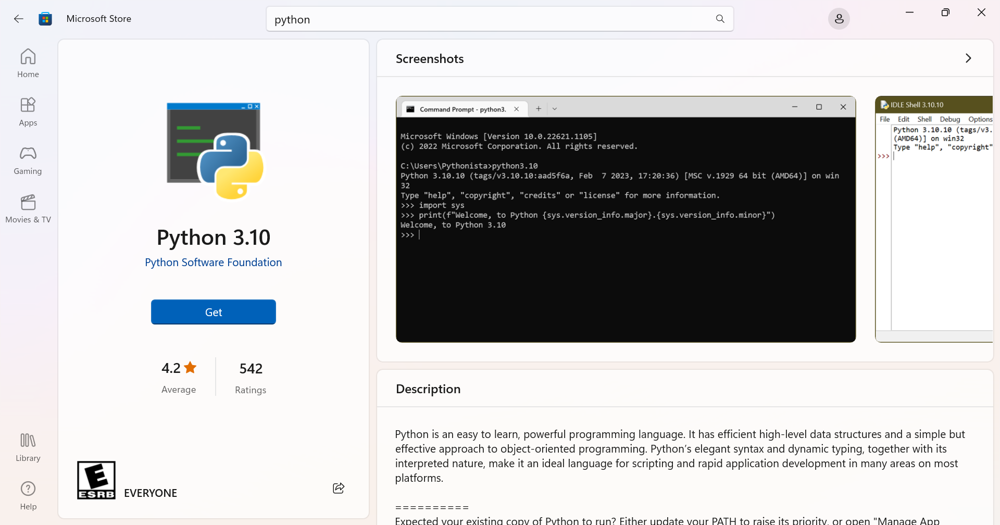 Microsoft Store
python
Home
Apps
Gaming
Movies & TV
Library
Help
Python 3.10
Python Software Foundation
Get
4.2
Average
542
Ratings
E
ESRB
EVERYONE
Screenshots
Command Prompt - python3.
Microsoft Windows [Version 10.0.22621.1105]
(c) 2022 Microsoft Corporation. All rights reserved.
C:\Users\Pythonista>python3.10
Python 3.10.10 (tags/v3.10.10:aad5f6a, Feb  7 2023, 17:20:36) [MSC v.1929 64 bit (AMD64)] on win
32
Type "help", "copyright", "credits" or "license" for more information.
>>> import sys
>>> print(f"Welcome, to Python {sys.version_info.major}.{sys.version_info.minor}")
Welcome, to Python 3.10
>>>
IDLE Shell 3.10.10
File Edit Shell Debug Options
Python 3.10.10 (tags/v3.
(AMD64)] on win32
Type "help", "copyright"
>>>
Description
Python is an easy to learn, powerful programming language. It has efficient high-level data structures and a simple but
effective approach to object-oriented programming. Python’s elegant syntax and dynamic typing, together with its
interpreted nature, make it an ideal language for scripting and rapid application development in many areas on most
platforms.
==========
Expected your existing copy of Python to run? Either update your PATH to raise its priority, or open "Manage App